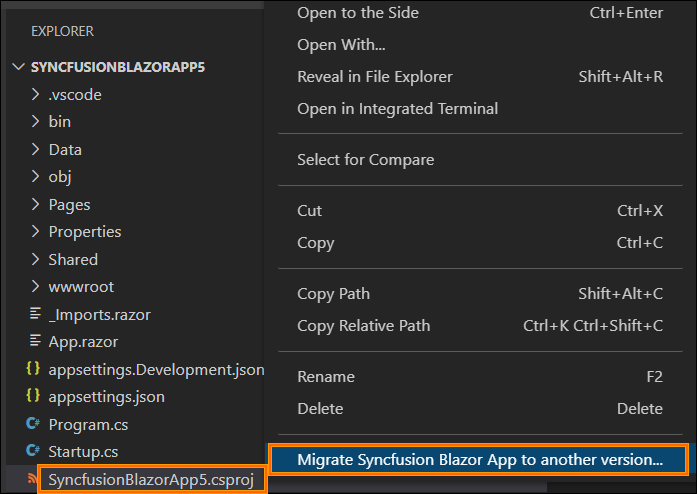 EXPLORER
SYNCFUSIONBLAZORAPP5
.vscode
bin
Data
obj
Pages
Properties
Shared
wwwroot
_Imports.razor
App.razor
{} appsettings.Development.json
{} appsettings.json
C# Program.cs
C# Startup.cs
SyncfusionBlazorApp5.csproj
Open to the Side Ctrl+Enter
Open With...
Reveal in File Explorer Shift+Alt+R
Open in Integrated Terminal
Select for Compare
Cut Ctrl+X
Copy Ctrl+C
Copy Path Shift+Alt+C
Copy Relative Path Ctrl+K Ctrl+Shift+C
Rename F2
Delete Delete
Migrate Syncfusion Blazor App to another version...